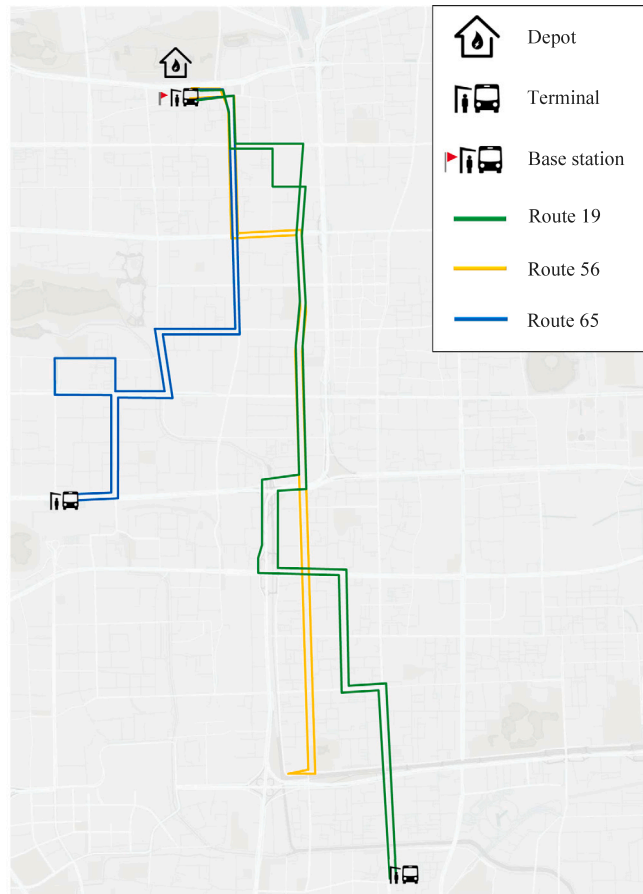 Depot
Terminal
Base station
Route 19
Route 56
Route 65